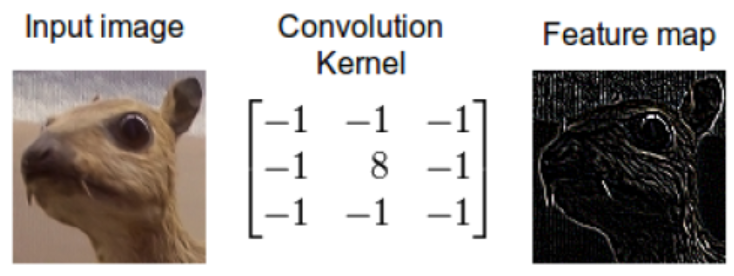 Input image
Convolution
Kernel
Feature map
−1 −1 −1
−1 8 −1
−1 −1 −1